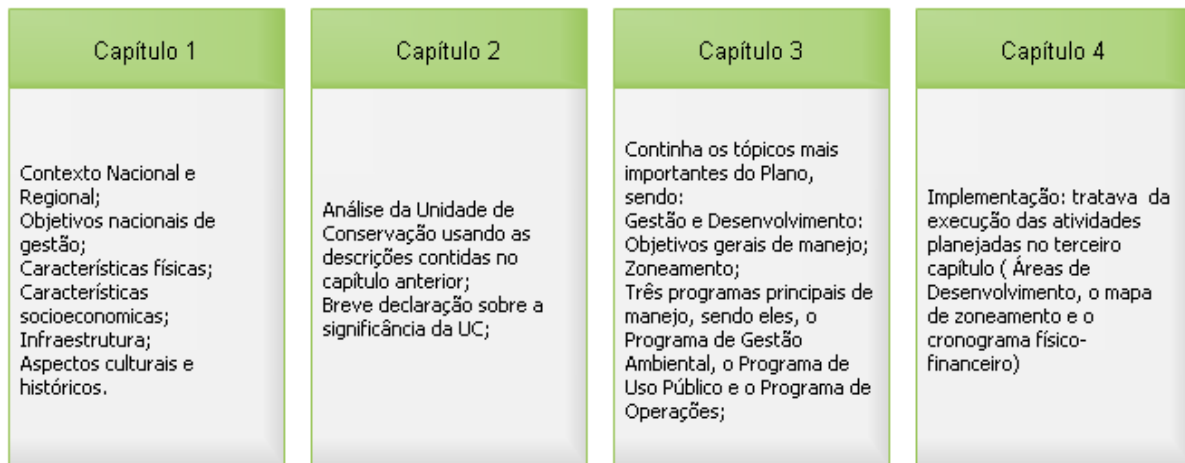 Capítulo 1
Contexto Nacional e
Regional;
Objetivos nacionais de
gestão;
Características físicas;
Características
socioeconomicas;
Infraestrutura;
Aspectos culturais e
históricos.
Capítulo 2
Análise da Unidade de
Conservação usando as
descrições contidas no
capítulo anterior;
Breve declaração sobre a
significância da UC;
Capítulo 3
Continha os tópicos mais
importantes do Plano,
sendo:
Gestão e Desenvolvimento:
Objetivos gerais de manejo;
Zoneamento;
Três programas principais de
manejo, sendo eles, o
Programa de Gestão
Ambiental, o Programa de
Uso Público e o Programa de
Operações;
Capítulo 4
Implementação: tratava da
execução das atividades
planejadas no terceiro
capítulo ( Áreas de
Desenvolvimento, o mapa
de zoneamento e o
cronograma físico-
financeiro)